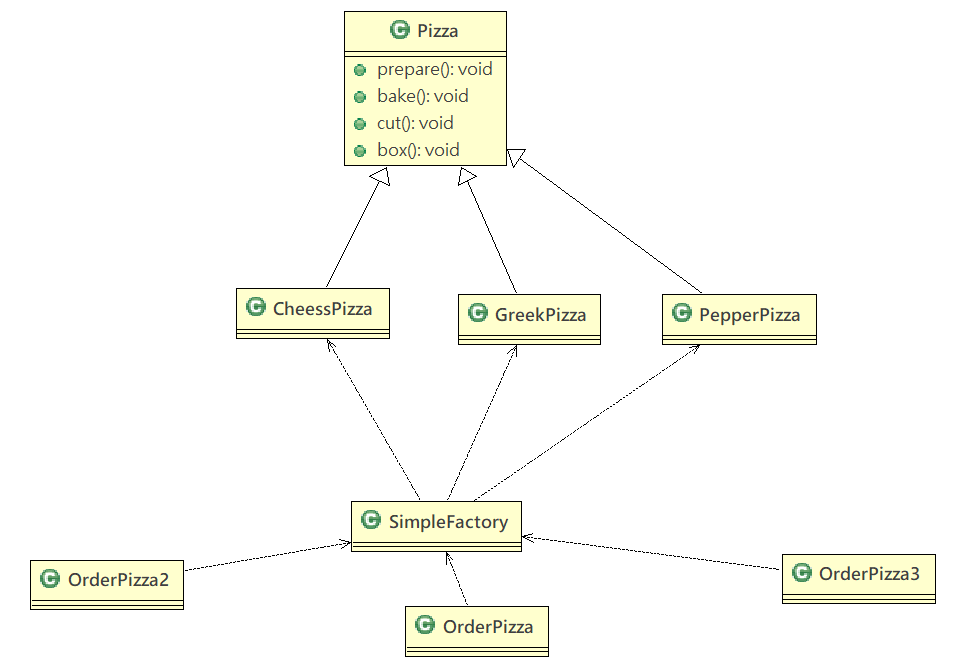 Pizza
prepare(): void
bake(): void
cut(): void
box(): void
CheessPizza
GreekPizza
PepperPizza
SimpleFactory
OrderPizza2
OrderPizza
OrderPizza3